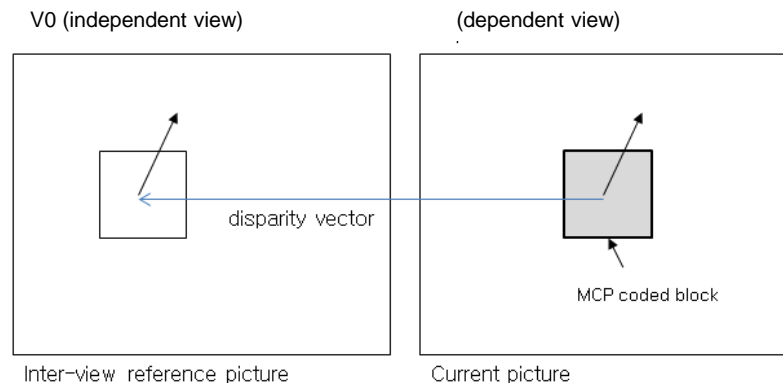 V0 (independent view)
(dependent view)
disparity vector
MCP coded block
Inter-view reference picture
Current picture